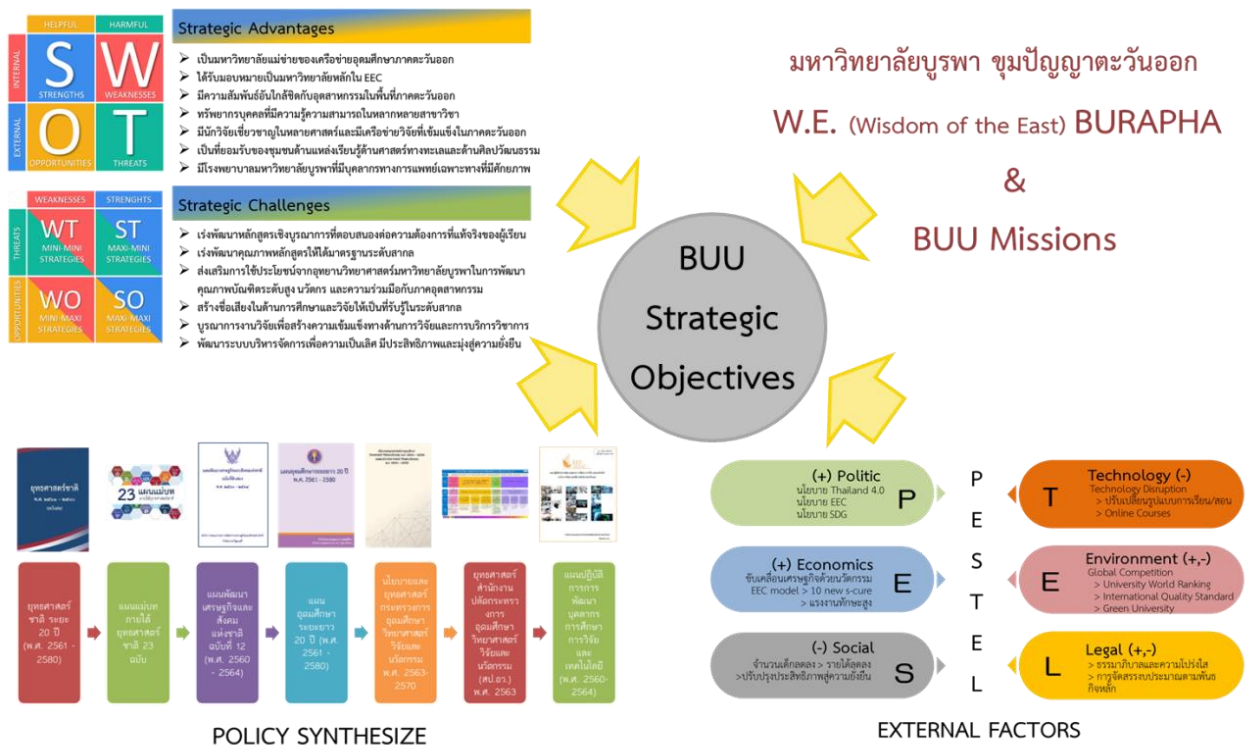 HELPFUL
HARMFUL
INTERNAL
EXTERNAL
S
STRENGTHS
W
WEAKNESSES
O
OPPORTUNITIES
T
THREATS
Strategic Advantages
เป็นมหาวิทยาลัยแม่ข่ายของเครือข่ายอุดมศึกษาภาคตะวันออก
ได้รับมอบหมายเป็นมหาวิทยาลัยหลักใน EEC
มีความสัมพันธ์อันใกล้ชิดกับอุตสาหกรรมในพื้นที่ภาคตะวันออก
ทรัพยากรบุคคลที่มีความรู้ความสามารถในหลากหลายสาขาวิชา
มีนักวิจัยเชี่ยวชาญในหลายศาสตร์และมีเครือข่ายวิจัยที่เข้มแข็งในภาคตะวันออก
เป็นที่ยอมรับของชุมชนด้านแหล่งเรียนรู้ด้านศาสตร์ทางทะเลและด้านศิลปวัฒนธรรม
มีโรงพยาบาลมหาวิทยาลัยบูรพาที่มีบุคลากรทางการแพทย์เฉพาะทางที่มีศักยภาพ
WEAKNESSES
STRENGHTS
THREATS
OPPORTUNITIES
WT
MINI-MINI
STRATEGIES
ST
MAXI-MINI
STRATEGIES
WO
MINI-MAXI
STRATEGIES
SO
MAXI-MAXI
STRATEGIES
Strategic Challenges
เร่งพัฒนาหลักสูตรเชิงบูรณาการที่ตอบสนองต่อความต้องการที่แท้จริงของผู้เรียน
เร่งพัฒนาคุณภาพหลักสูตรให้ได้มาตรฐานระดับสากล
ส่งเสริมการใช้ประโยชน์จากอุทยานวิทยาศาสตร์มหาวิทยาลัยบูรพาในการพัฒนา
คุณภาพบัณฑิตระดับสูง นวัตกร และความร่วมมือกับภาคอุตสาหกรรม
สร้างชื่อเสียงในด้านการศึกษาและวิจัยให้เป็นที่รับรู้ในระดับสากล
บูรณาการงานวิจัยเพื่อสร้างความเข้มแข็งทางด้านการวิจัยและการบริการวิชาการ
พัฒนาระบบบริหารจัดการเพื่อความเป็นเลิศ มีประสิทธิภาพและมุ่งสู่ความยั่งยืน
มหาวิทยาลัยบูรพา ขุมปัญญาตะวันออก
W.E. (Wisdom of the East) BURAPHA
&
BUU Missions
BUU
Strategic
Objectives
ยุทธศาสตร์ชาติ
23 แผนแม่บท
แผนอุดมศึกษาระยะยาว 20 ปี
พ.ศ. 2561 - 2580
ยุทธศาสตร์
ชาติ ระยะ
20 ปี
(พ.ศ. 2561 -
2580)
แผนแม่บท
ภายใต้
ยุทธศาสตร์
ชาติ 23
ฉบับ
แผนพัฒนา
เศรษฐกิจและ
สังคม
แห่งชาติ
ฉบับที่ 12
(พ.ศ. 2560
- 2564)
แผน
อุดมศึกษา
ระยะยาว
20 ปี (พ.ศ.
2561 -
2580)
นโยบายและ
ยุทธศาสตร์
กระทรวงการ
อุดมศึกษา
วิทยาศาสตร์
วิจัยและ
นวัตกรรม
พ.ศ. 2563-
2570
ยุทธศาสตร์
สำนักงาน
ปลัดกระทรว
งการ
อุดมศึกษา
วิทยาศาสตร์
วิจัยและ
นวัตกรรม
(สป.อว.)
พ.ศ. 2563
แผนปฏิบัติ
การการ
พัฒนา
บุคลากร
การศึกษา
การวิจัย
และ
เทคโนโลยี
(พ.ศ. 2560-
2564)
POLICY SYNTHESIZE
(+) Politic
นโยบาย Thailand 4.0
นโยบาย EEC
นโยบาย SDG
P
(+) Economics
ขับเคลื่อนเศรษฐกิจด้วยนวัตกรรม
EEC model > 10 new s-cure
> แรงงานทักษะสูง
E
(-) Social
จำนวนเด็กลดลง > รายได้ลดลง
>ปรับปรุงประสิทธิภาพสู่ความยั่งยืน
S
P
E
S
T
E
L
T
Technology (-)
Technology Disruption
> ปรับเปลี่ยนรูปแบบการเรียน/สอน
> Online Courses
E
Environment (+,-)
Global Competition
> University World Ranking
> International Quality Standard
> Green University
L
Legal (+,-)
> ธรรมาภิบาลและความโปร่งใส
> การจัดสรรงบประมาณตามพันธ
กิจหลัก
EXTERNAL FACTORS